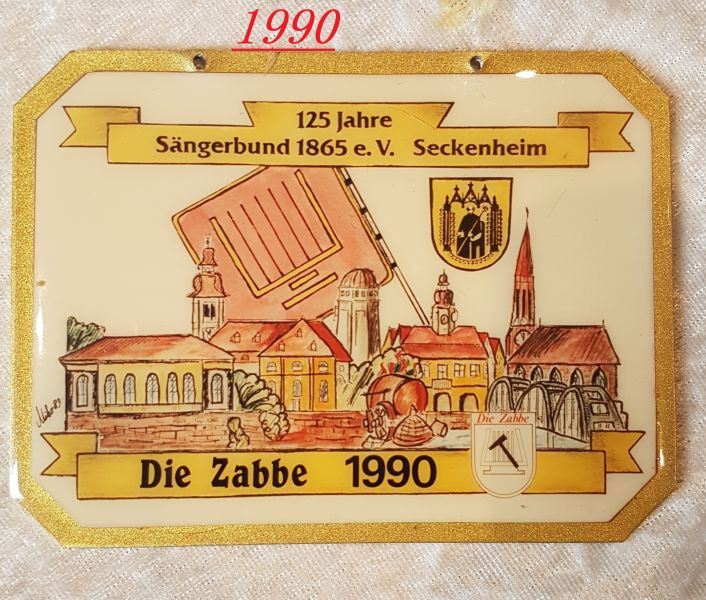 1990
125 Jahre
Sängerbund 1865 e. V. Seckenheim
Die Zabbe
Die Zabbe 1990